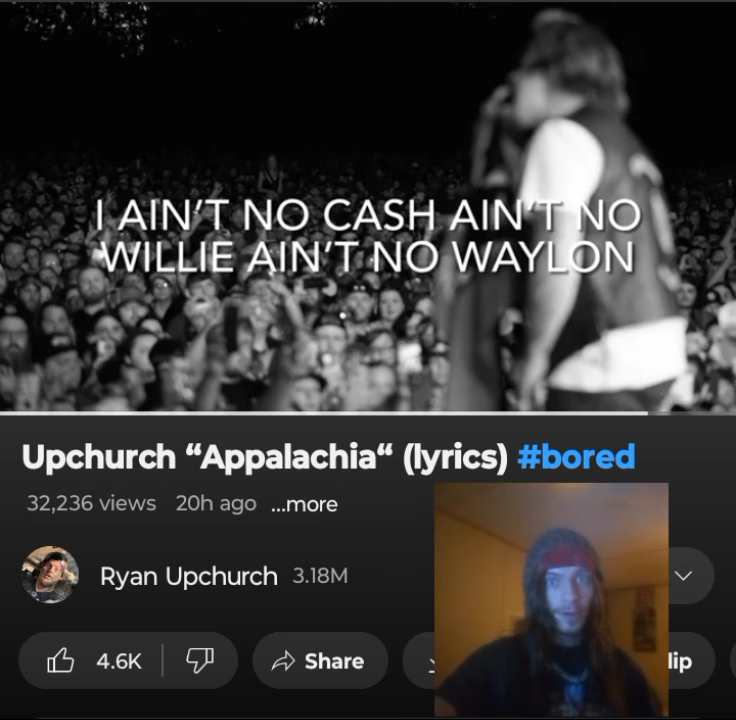 I AIN'T NO CASH AIN'T NO
WILLIE AIN'T NO WAYLON
Upchurch “Appalachia“ (lyrics) #bored
32,236 views 20h ago ...more
Ryan Upchurch 3.18M
4.6K Share lip